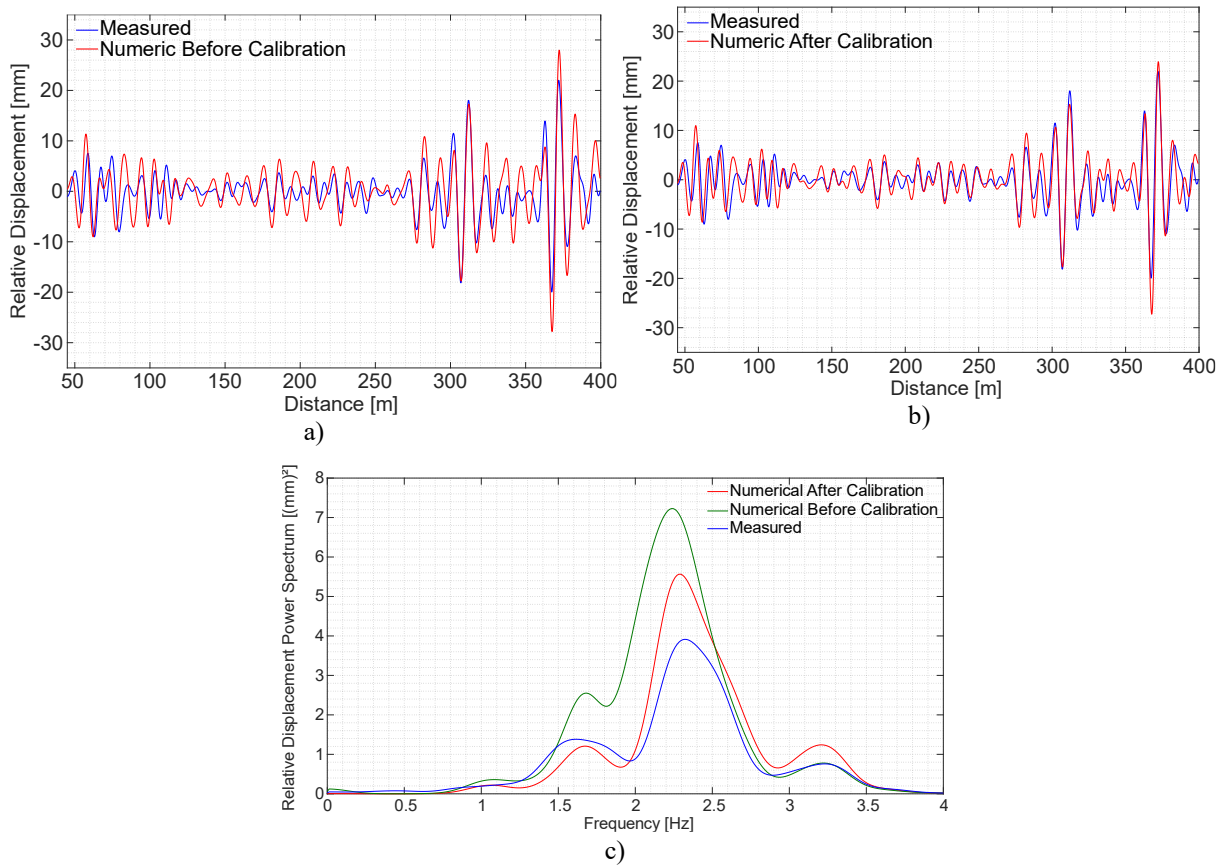 Measured
Numeric Before Calibration
Relative Displacement [mm]
30
20
10
0
-10
-20
-30
50 100 150 200 250 300 350 400
Distance [m]
a)
Measured
Numeric After Calibration
Relative Displacement [mm]
30
20
10
0
-10
-20
-30
50 100 150 200 250 300 350 400
Distance [m]
b)
Numerical After Calibration
Numerical Before Calibration
Measured
Relative Displacement Power Spectrum [(mm)²]
8
7
6
5
4
3
2
1
0
0 0.5 1 1.5 2 2.5 3 3.5 4
Frequency [Hz]
c)